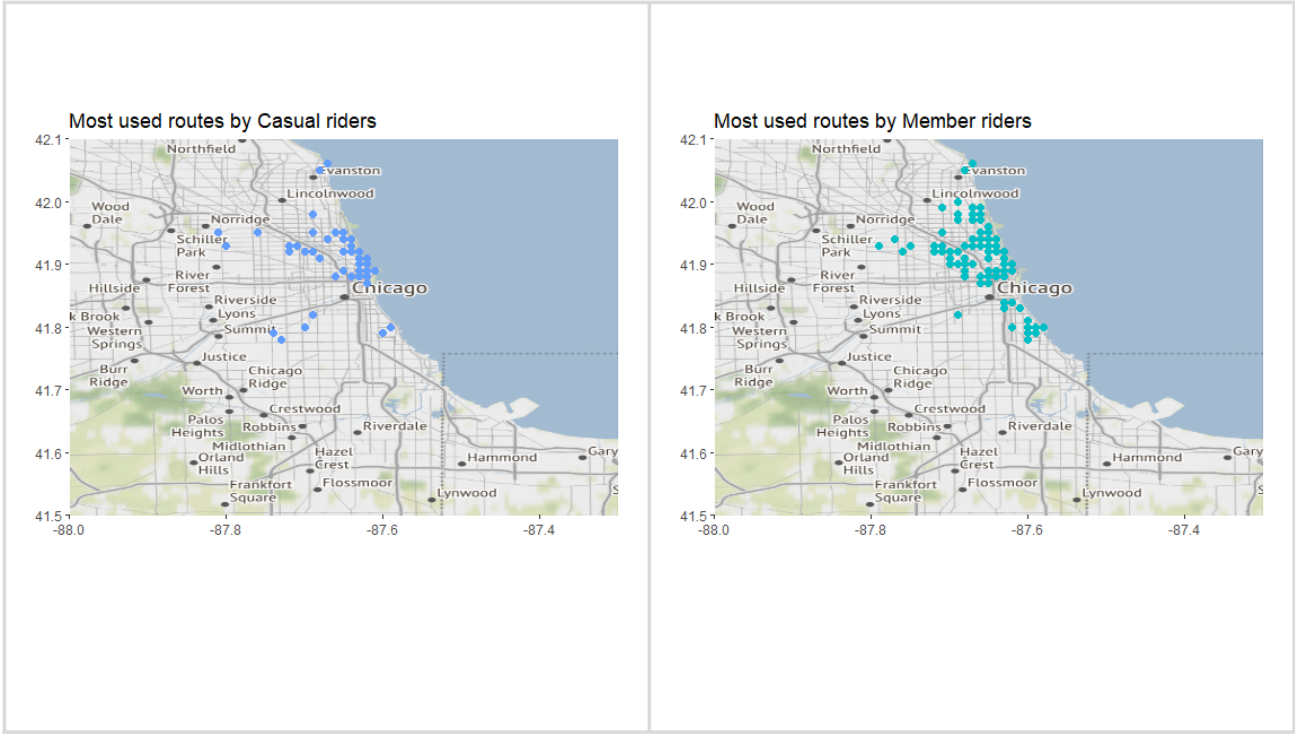 Most used routes by Casual riders
42.1
42.0
41.9
41.8
41.7
41.6
41.5
-88.0
-87.8
-87.6
-87.4
Northfield
Evanston
Lincolnwood
Wood
Dale
Norridge
Schiller
Park
River
Forest
Hillside
Chicago
Riverside
Lyons
k Brook
Western
Springs
Summit
Justice
Burr
Ridge
Chicago
Ridge
Worth
Crestwood
Palos
Heights
Robbins
Riverdale
Midlothian
Orland
Hills
Hazel
Crest
Hammond
Gary
Frankfort
Square
Flossmoor
Lynwood
S
Most used routes by Member riders
42.1
42.0
41.9
41.8
41.7
41.6
41.5
-88.0
-87.8
-87.6
-87.4
Northfield
Evanston
Lincolnwood
Wood
Dale
Norridge
Schiller
Park
River
Forest
Hillside
Chicago
Riverside
Lyons
k Brook
Western
Springs
Summit
Justice
Burr
Ridge
Chicago
Ridge
Worth
Crestwood
Palos
Heights
Robbins
Riverdale
Midlothian
Orland
Hills
Hazel
Crest
Hammond
Gary
Frankfort
Square
Flossmoor
Lynwood
S